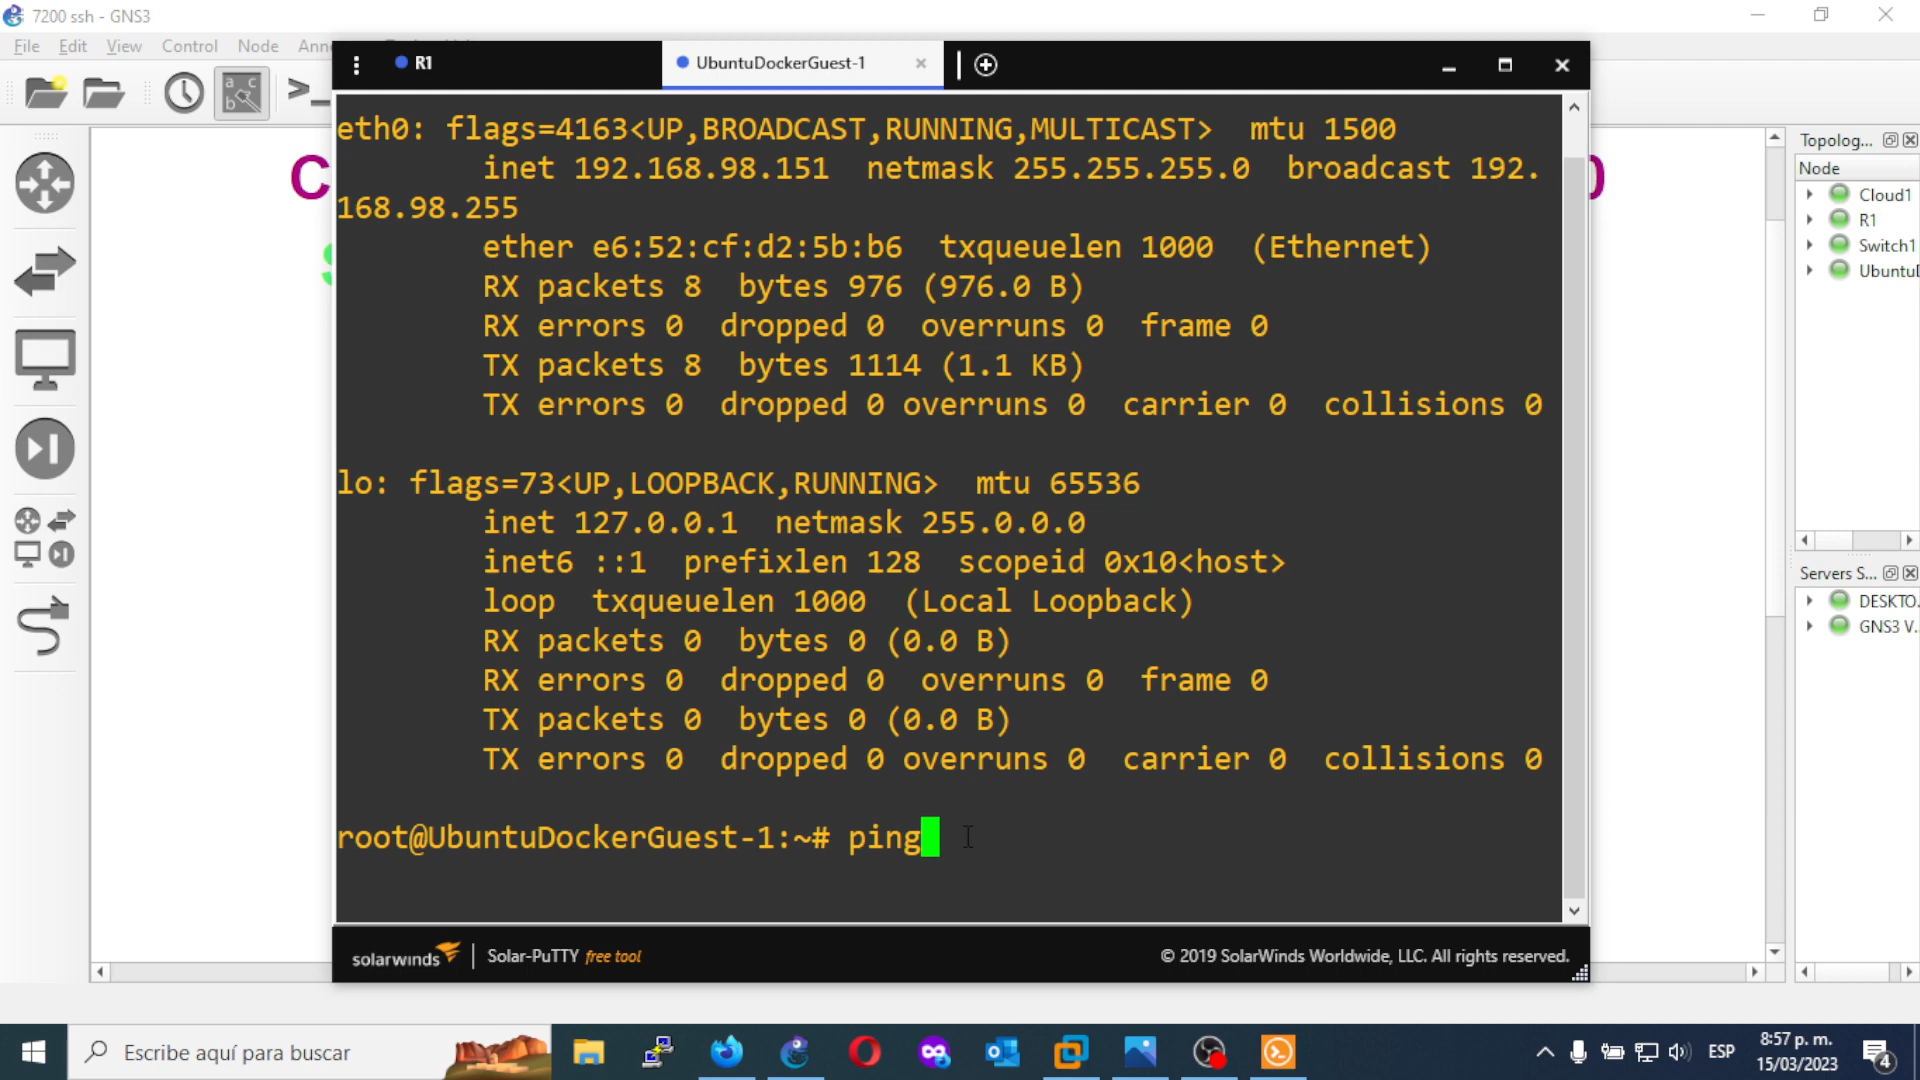 7200 ssh - GNS3
File Edit View Control Node
R1
UbuntuDockerGuest-1
eth0: flags=4163<UP,BROADCAST,RUNNING,MULTICAST>  mtu 1500
inet 192.168.98.151  netmask 255.255.255.0  broadcast 192.
168.98.255
ether e6:52:cf:d2:5b:b6  txqueuelen 1000  (Ethernet)
RX packets 8  bytes 976 (976.0 B)
RX errors 0  dropped 0  overruns 0  frame 0
TX packets 8  bytes 1114 (1.1 KB)
TX errors 0  dropped 0 overruns 0  carrier 0  collisions 0
lo: flags=73<UP,LOOPBACK,RUNNING>  mtu 65536
inet 127.0.0.1  netmask 255.0.0.0
inet6 ::1  prefixlen 128  scopeid 0x10<host>
loop  txqueuelen 1000  (Local Loopback)
RX packets 0  bytes 0 (0.0 B)
RX errors 0  dropped 0  overruns 0  frame 0
TX packets 0  bytes 0 (0.0 B)
TX errors 0  dropped 0 overruns 0  carrier 0  collisions 0
root@UbuntuDockerGuest-1:~# ping
solarwinds | Solar-PuTTY free tool
© 2019 SolarWinds Worldwide, LLC. All rights reserved.
Topolog...
Node
Cloud1
R1
Switch1
Servers S...
GNS3 V...
Escribe aquí para buscar
ESP
8:57 p. m.
15/03/2023
4